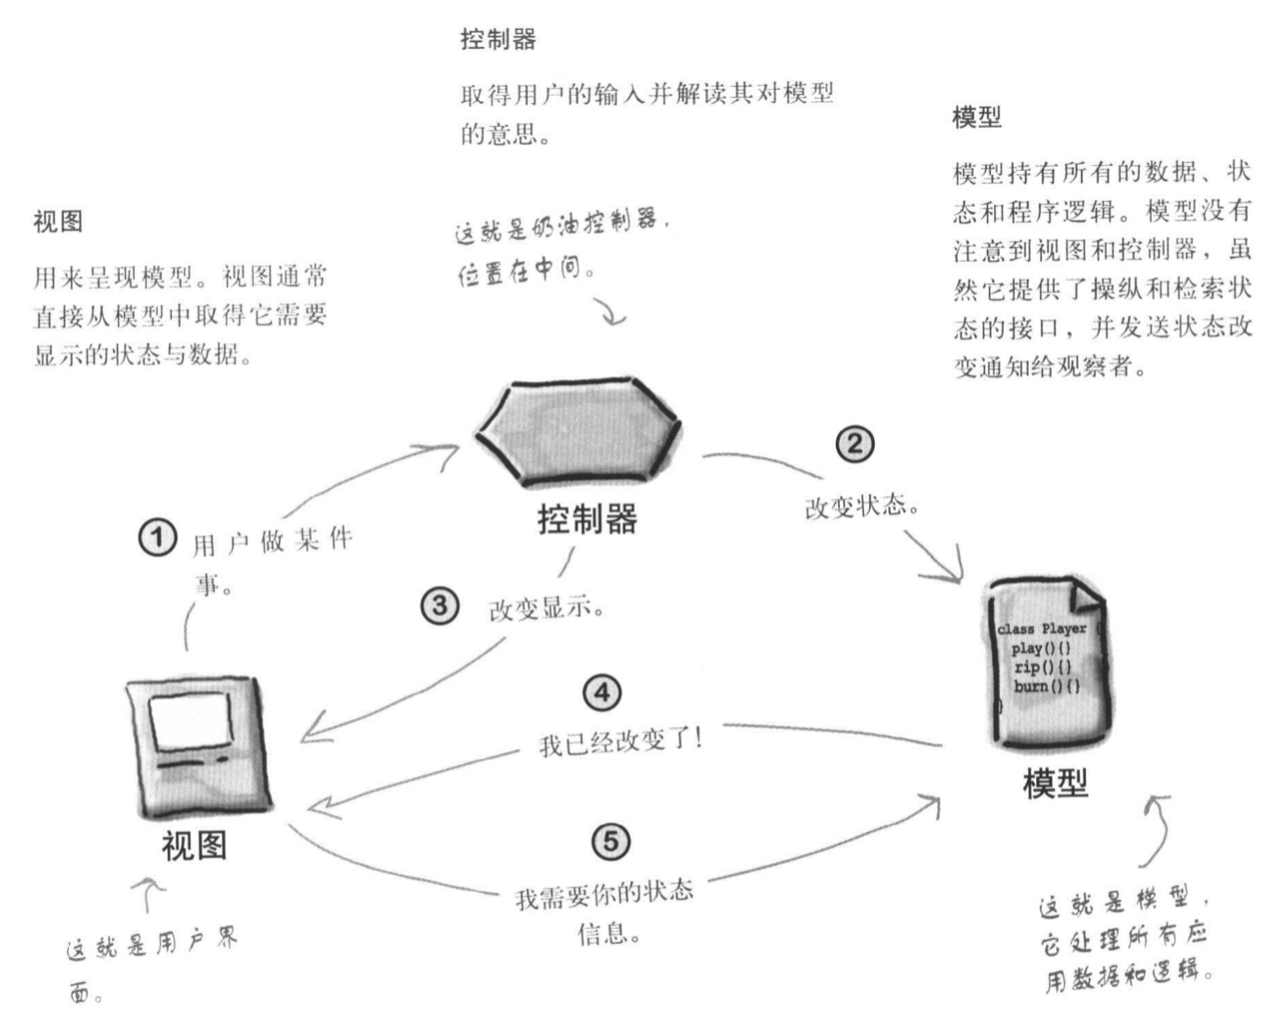 控制器
取得用户的输入并解读其对模型
的意思。
模型
模型持有所有的数据、状
态和程序逻辑。模型没有
注意到视图和控制器，虽
然它提供了操纵和检索状
态的接口，并发送状态改
变通知给观察者。
视图
用来呈现模型。视图通常
直接从模型中取得它需要
显示的状态与数据。
这就是奶油控制器，
位置在中间。
控制器
① 用户做某件
事。
② 改变状态。
③ 改变显示。
④ 我已经改变了！
⑤ 我需要你的状态
信息。
class Player {
play(){}
rip(){}
burn(){}
}
模型
视图
这就是用户界
面。
这就是模型，
它处理所有应
用数据和逻辑。